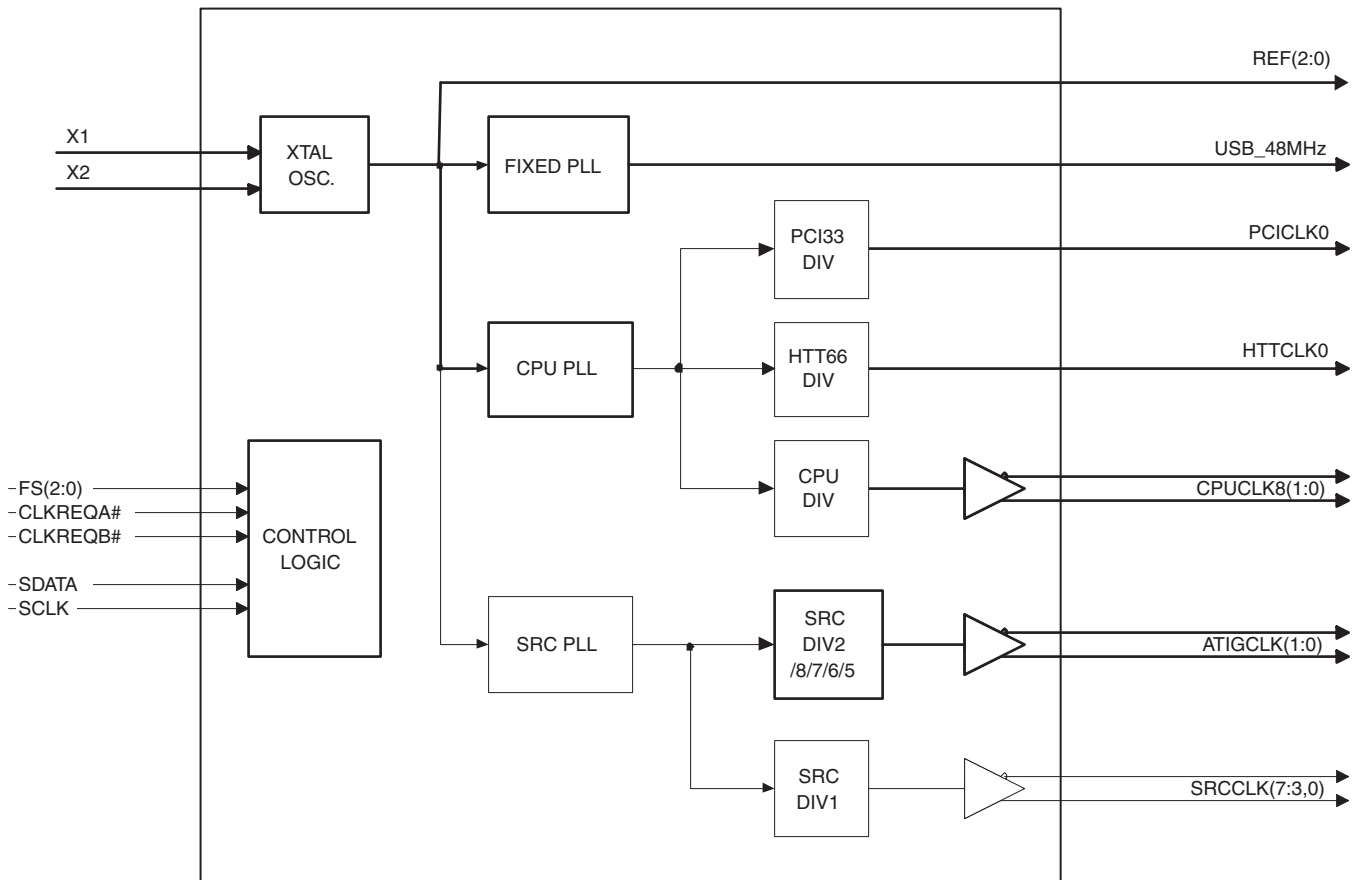 REF(2:0)
X1
X2
XTAL
OSC.
FIXED PLL
USB_48MHz
PCI33
DIV
PCICLK0
CPU PLL
HTT66
DIV
HTTCLK0
FS(2:0)
CLKREQA#
CLKREQB#
SDATA
SCLK
CONTROL
LOGIC
CPU
DIV
CPUCLK8(1:0)
SRC PLL
SRC
DIV2
/8/7/6/5
ATIGCLK(1:0)
SRC
DIV1
SRCCLK(7:3,0)